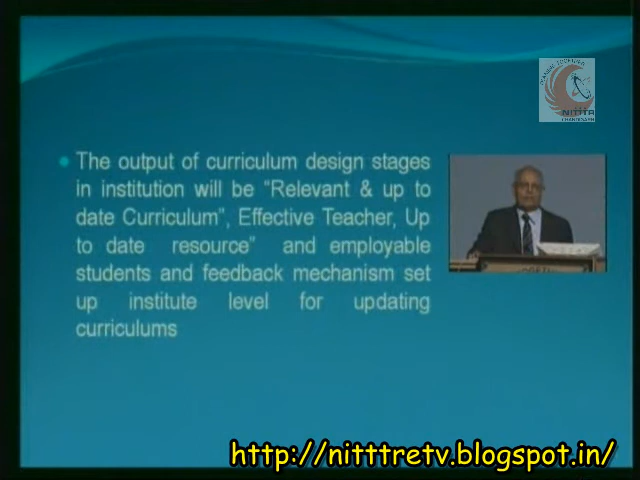 The output of curriculum design stages
in institution will be "Relevant & up to
date Curriculum", Effective Teacher, Up
to date resource" and employable
students and feedback mechanism set
up institute level for updating
curriculums
NITTTR
CHANDIGARH
http://nitttretv.blogspot.in/